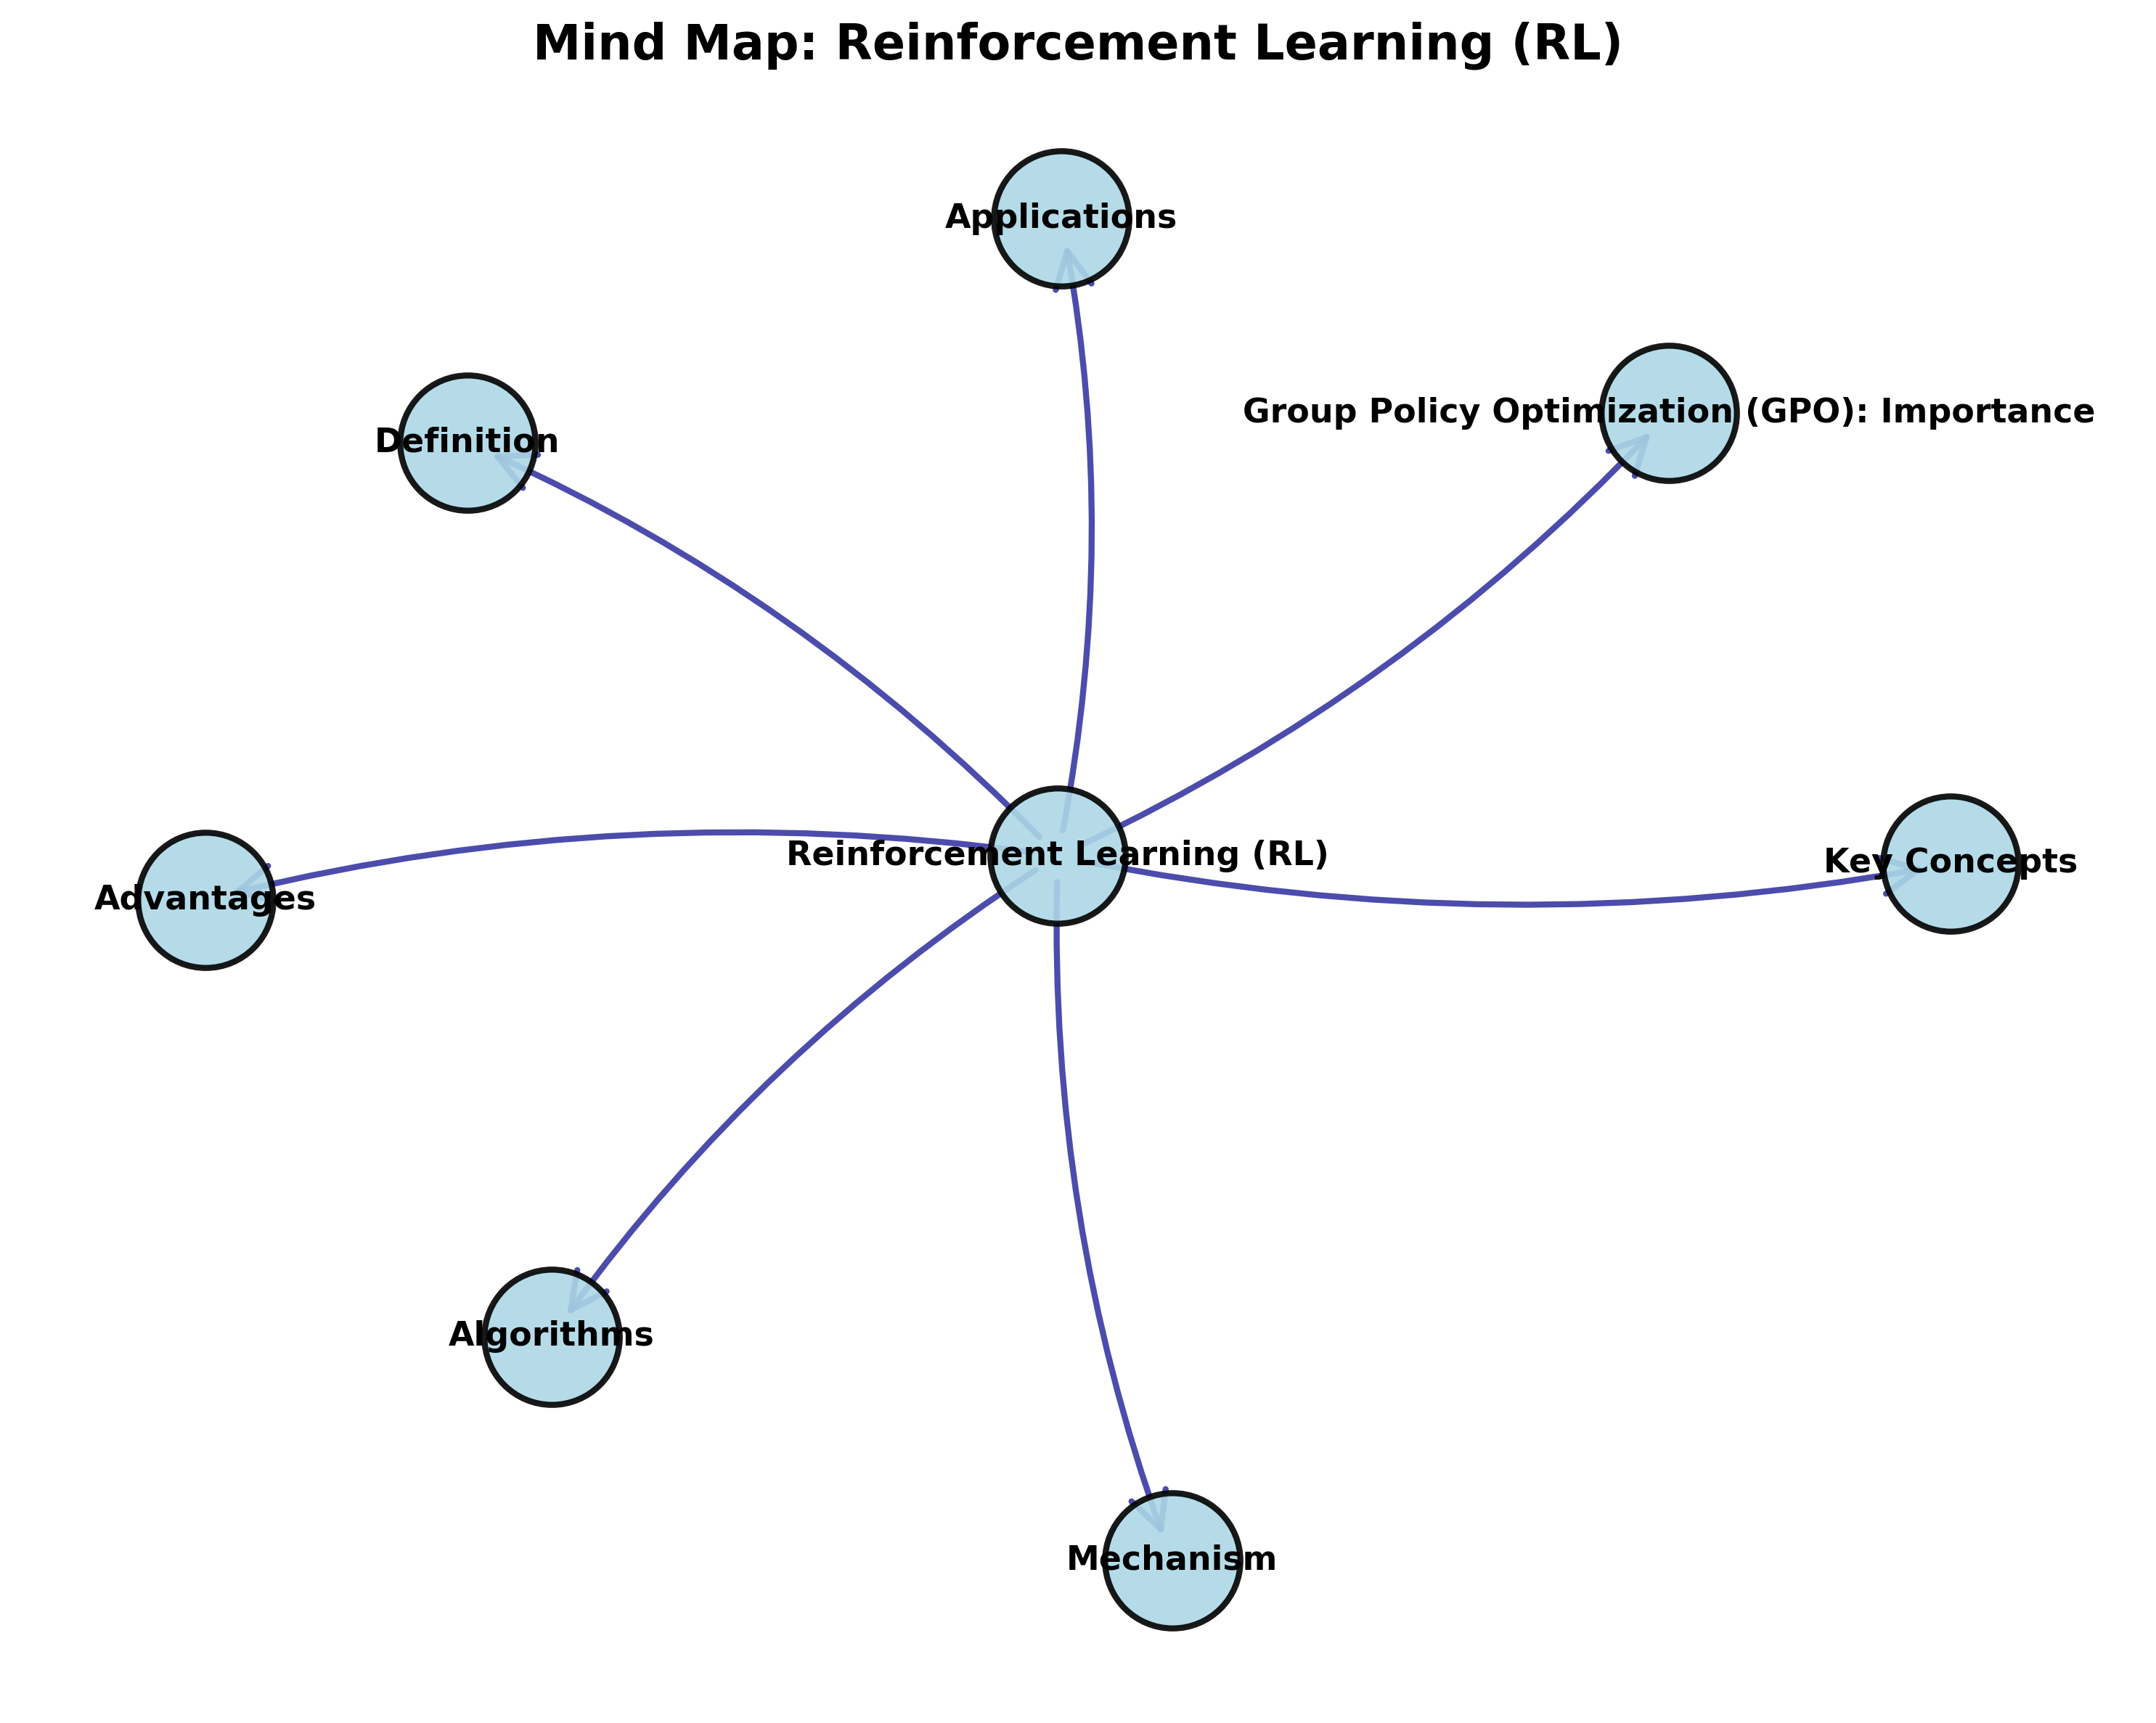 Mind Map: Reinforcement Learning (RL)
Applications
Group Policy Optimization (GPO): Importance
Definition
Reinforcement Learning (RL)
Key Concepts
Advantages
Algorithms
Mechanism